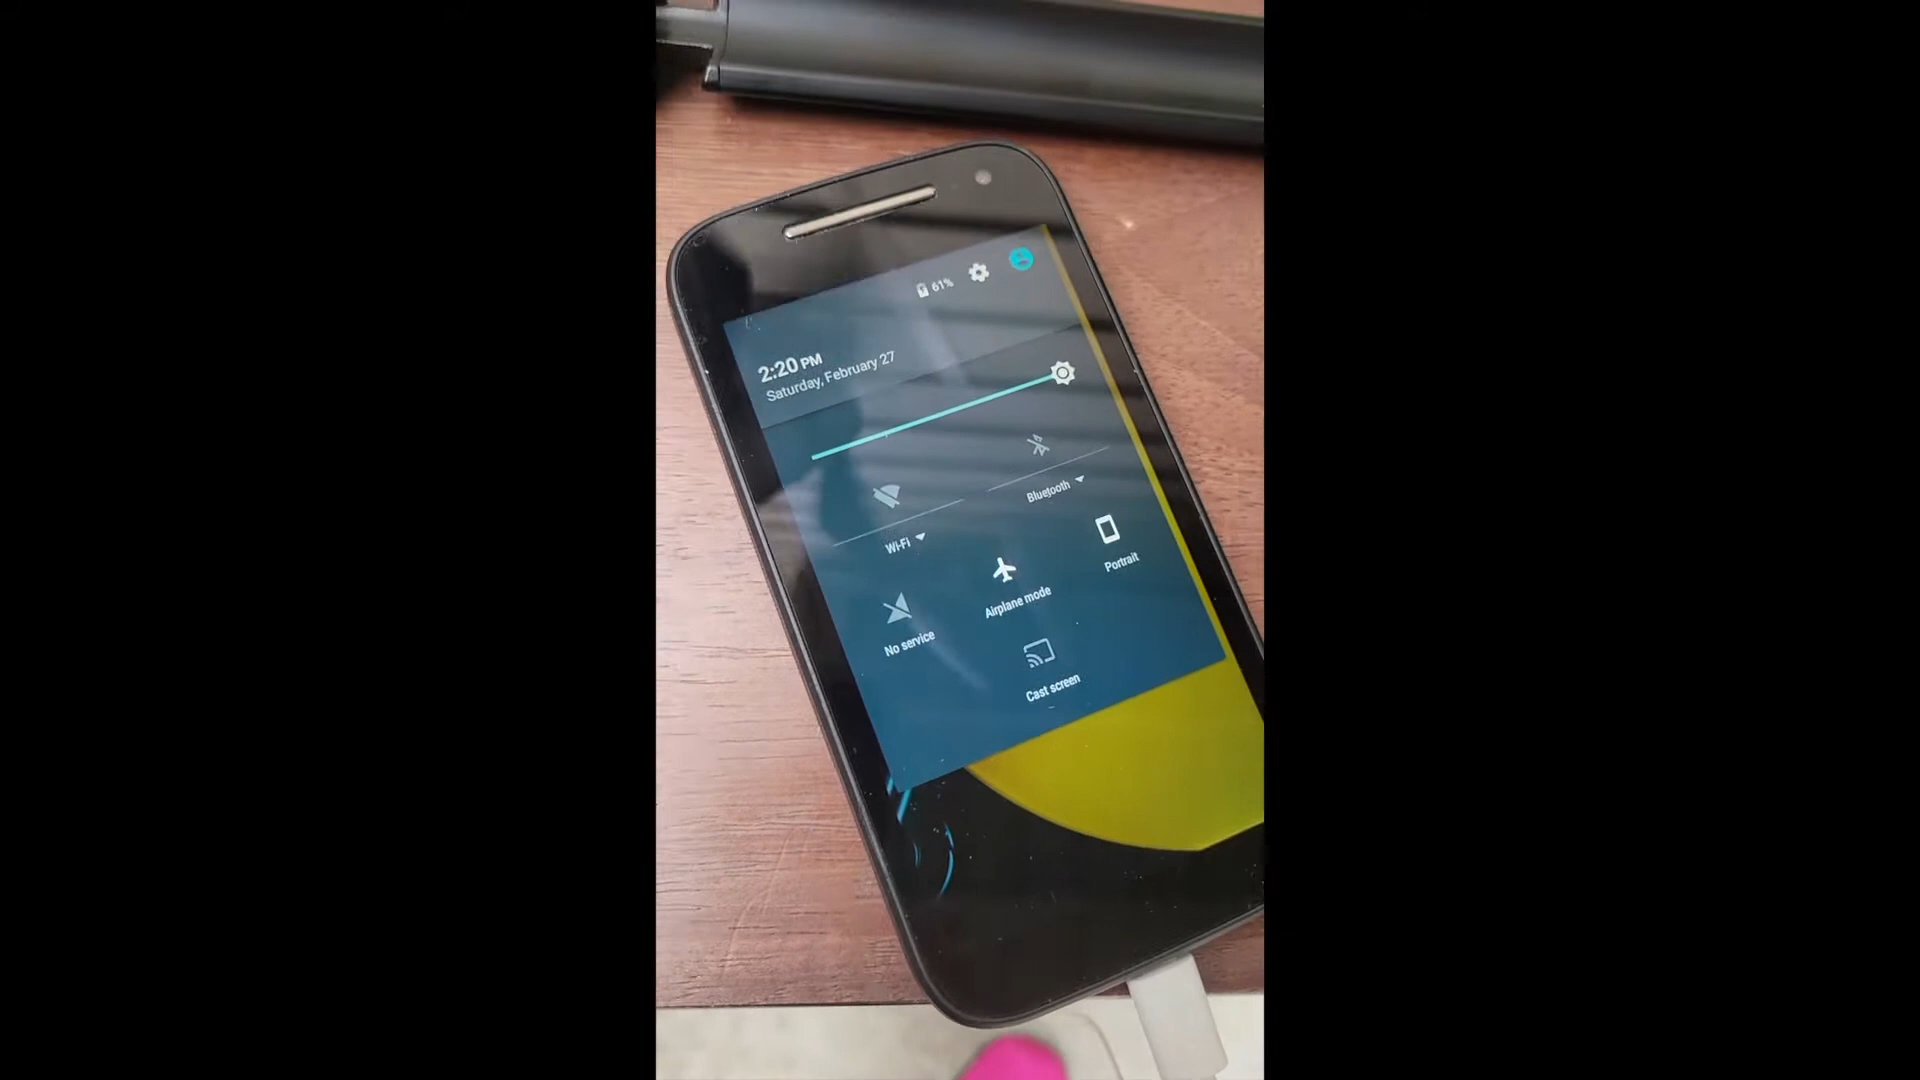 61%
2:20 PM
Saturday, February 27
Wi-Fi
Bluetooth
No service
Airplane mode
Portrait
Cast screen